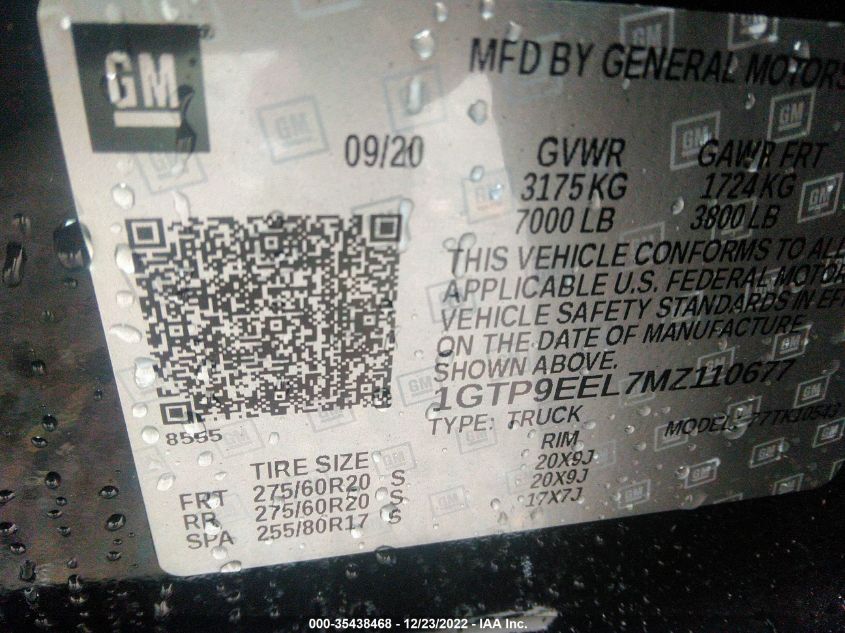 GM
MFD BY GENERAL MOTORS
09/20
GVWR GAWR FRT
3175 KG 1724 KG
7000 LB 3800 LB
THIS VEHICLE CONFORMS TO ALL
APPLICABLE U.S. FEDERAL MOTOR
VEHICLE SAFETY STANDARDS IN EFF
ON THE DATE OF MANUFACTURE
SHOWN ABOVE.
1GTP9EEL7MZ110677
TYPE: TRUCK MODEL: 77TK10543
8555
TIRE SIZE RIM
FRT 275/60R20 S 20X9J
RR 275/60R20 S 20X9J
SPA 255/80R17 S 17X7J
000-35438468 - 12/23/2022 - IAA Inc.